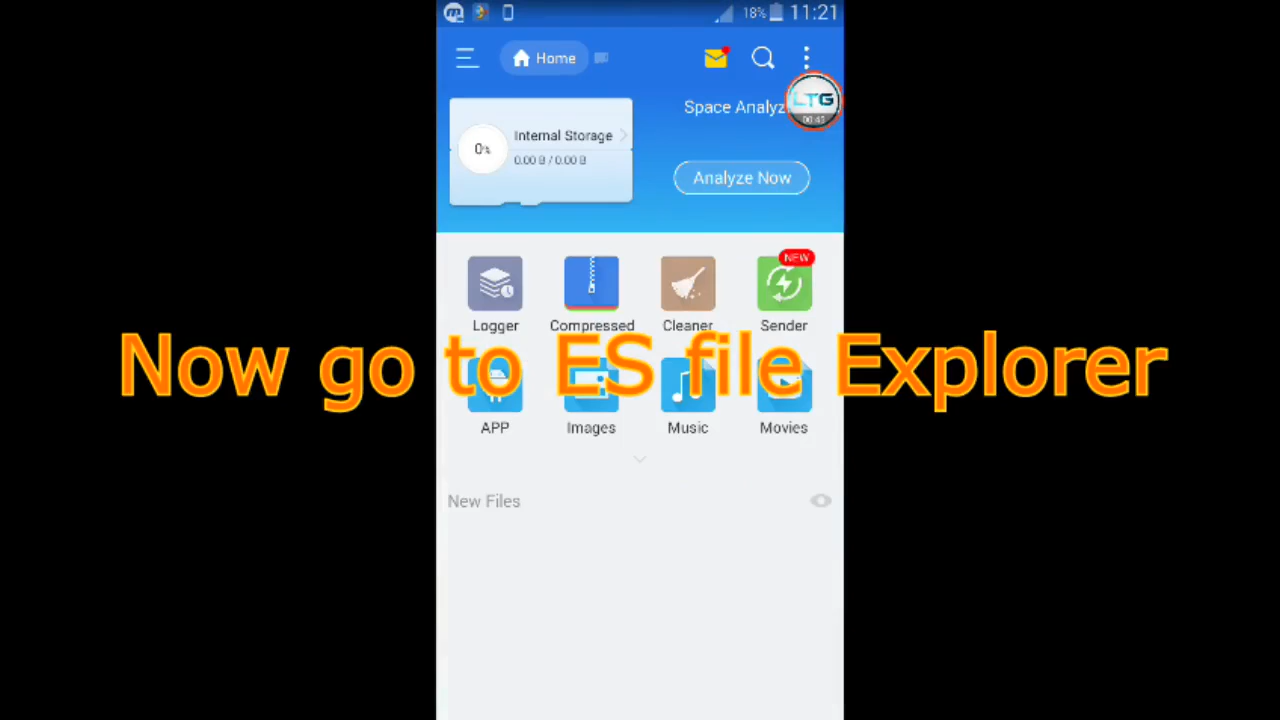 18% 11:21
Home
Space Analyz
LTG
Internal Storage
0%
0.00 B / 0.00 B
Analyze Now
NEW
Logger Compressed Cleaner Sender
Now go to ES file Explorer
APP Images Music Movies
New Files